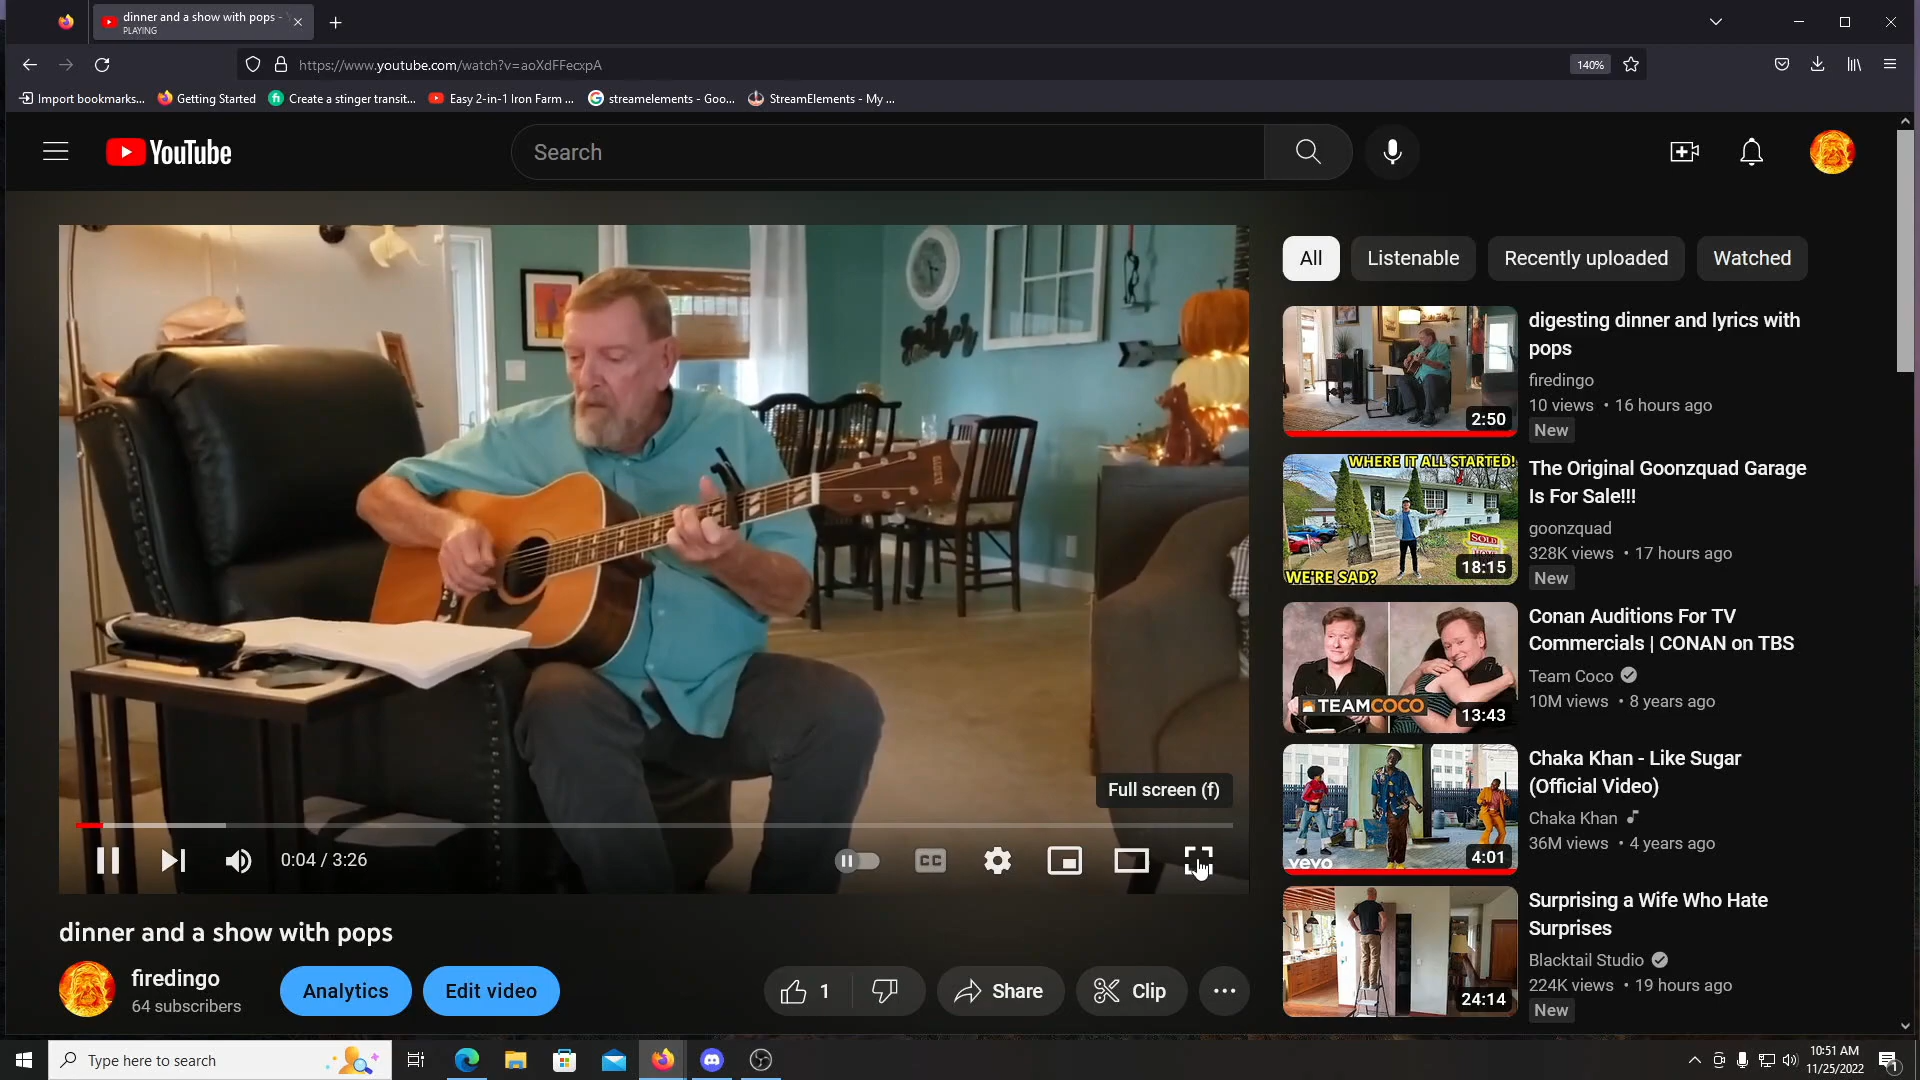 dinner and a show with pops -
PLAYING
https://www.youtube.com/watch?v=aoXdFFecxpA
140%
Import bookmarks...
Getting Started
Create a stinger transit...
Easy 2-in-1 Iron Farm ...
streamelements - Goo...
StreamElements - My ...
YouTube
Search
gather
All
Listenable
Recently uploaded
Watched
2:50
digesting dinner and lyrics with
pops
firedingo
10 views • 16 hours ago
New
WHERE IT ALL STARTED!
SOLD
WE'RE SAD?
18:15
The Original Goonzquad Garage
Is For Sale!!!
goonzquad
328K views • 17 hours ago
New
TEAMCOCO
13:43
Conan Auditions For TV
Commercials | CONAN on TBS
Team Coco
10M views • 8 years ago
vevo
4:01
Chaka Khan - Like Sugar
(Official Video)
Chaka Khan
36M views • 4 years ago
24:14
Surprising a Wife Who Hate
Surprises
Blacktail Studio
224K views • 19 hours ago
New
Full screen (f)
0:04 / 3:26
CC
dinner and a show with pops
firedingo
64 subscribers
Analytics
Edit video
1
Share
Clip
Type here to search
10:51 AM
11/25/2022
1